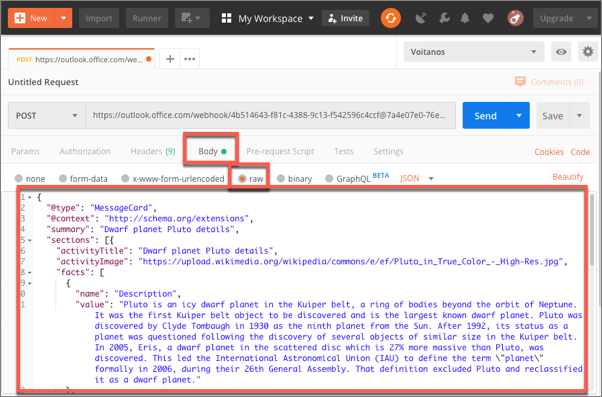 New Import Runner My Workspace Invite Upgrade
POST https://outlook.office.com/we... Voitanos
Untitled Request Comments (0)
POST https://outlook.office.com/webhook/4b514643-f81c-4388-9c13-f542596c4ccf@7a4e07e0-76e... Send Save
Params Authorization Headers (9) Body Pre-request Script Tests Settings Cookies Code
none form-data x-www-form-urlencoded raw binary GraphQL BETA JSON Beautify
1 {
2 "@type": "MessageCard",
3 "@context": "http://schema.org/extensions",
4 "summary": "Dwarf planet Pluto details",
5 "sections": [{
6 "activityTitle": "Dwarf planet Pluto details",
7 "activityImage": "https://upload.wikimedia.org/wikipedia/commons/e/ef/Pluto_in_True_Color_-_High-Res.jpg",
8 "facts": [
9 {
10 "name": "Description",
11 "value": "Pluto is an icy dwarf planet in the Kuiper belt, a ring of bodies beyond the orbit of Neptune.
It was the first Kuiper belt object to be discovered and is the largest known dwarf planet. Pluto was
discovered by Clyde Tombaugh in 1930 as the ninth planet from the Sun. After 1992, its status as a
planet was questioned following the discovery of several objects of similar size in the Kuiper belt.
In 2005, Eris, a dwarf planet in the scattered disc which is 27% more massive than Pluto, was
discovered. This led the International Astronomical Union (IAU) to define the term \"planet\"
formally in 2006, during their 26th General Assembly. That definition excluded Pluto and reclassified
it as a dwarf planet."